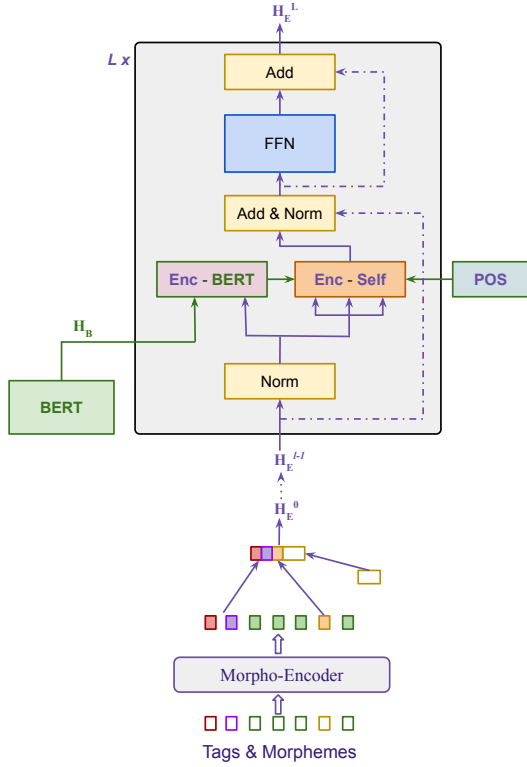 H_E^L
L x
Add
FFN
Add & Norm
Enc - BERT
Enc - Self
POS
H_B
Norm
BERT
H_E^{l-1}
H_E^0
Morpho-Encoder
Tags & Morphemes